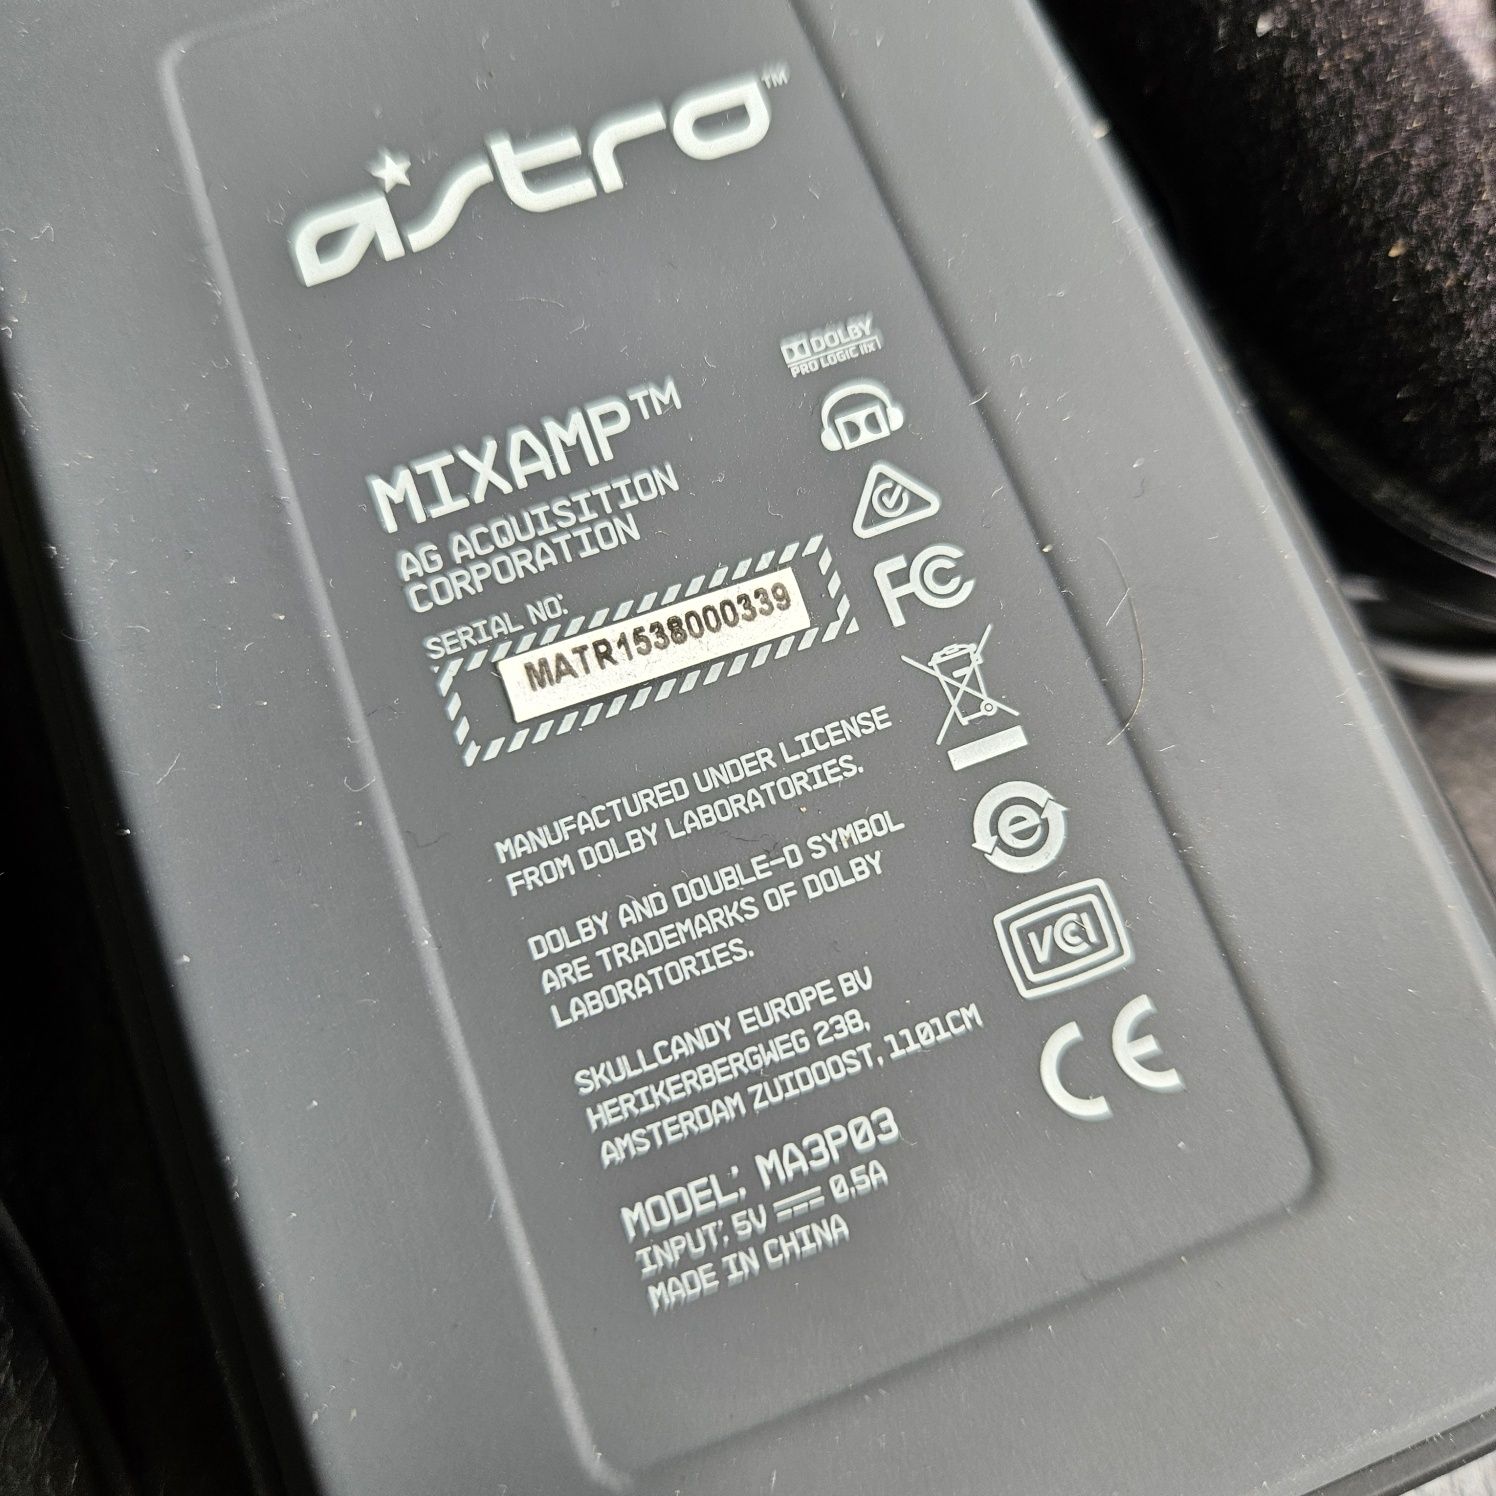 astro™
DOLBY
PRO LOGIC IIx
MIXAMP™
AG ACQUISITION
CORPORATION
SERIAL NO:
MATR1538000339
FC
MANUFACTURED UNDER LICENSE
FROM DOLBY LABORATORIES.
DOLBY AND DOUBLE-D SYMBOL
ARE TRADEMARKS OF DOLBY
LABORATORIES.
e
VCI
SKULLCANDY EUROPE BV
HERIKERBERGWEG 238,
AMSTERDAM ZUIDOOST, 1101CM
CE
MODEL: MA3P03
INPUT: 5V ⎓ 0.5A
MADE IN CHINA